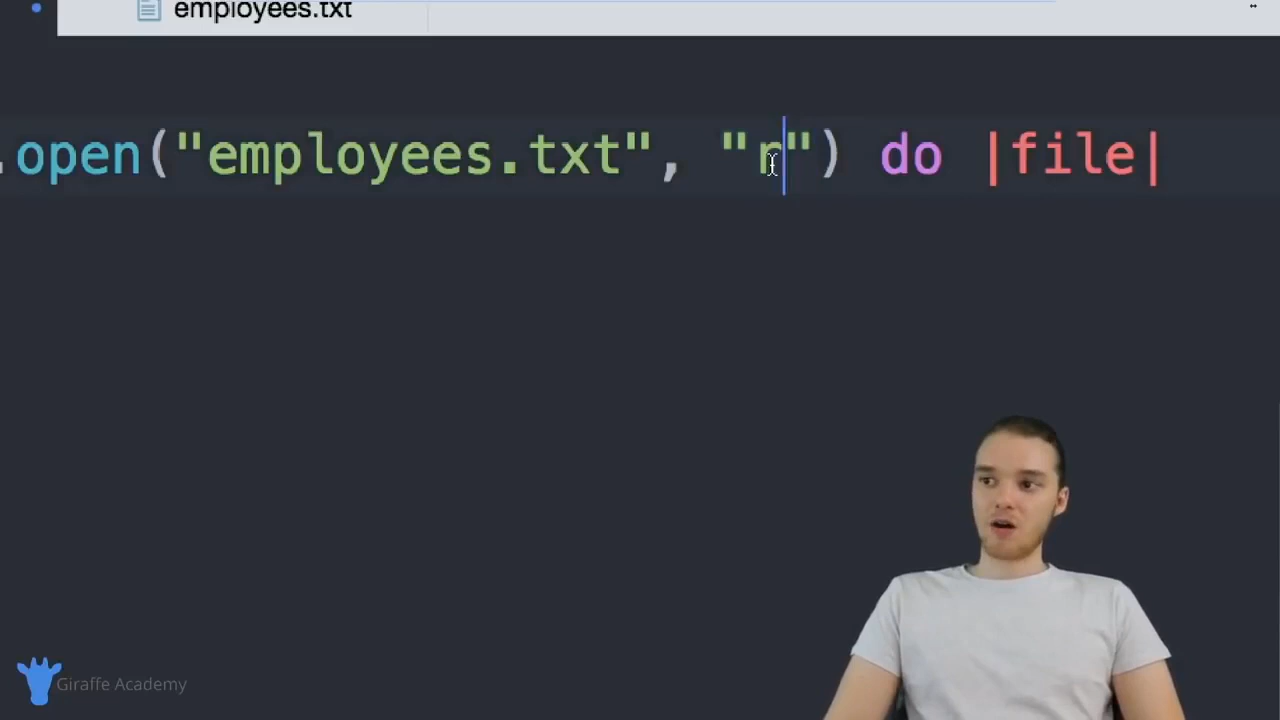 employees.txt
.open("employees.txt", "r") do |file|
Giraffe Academy